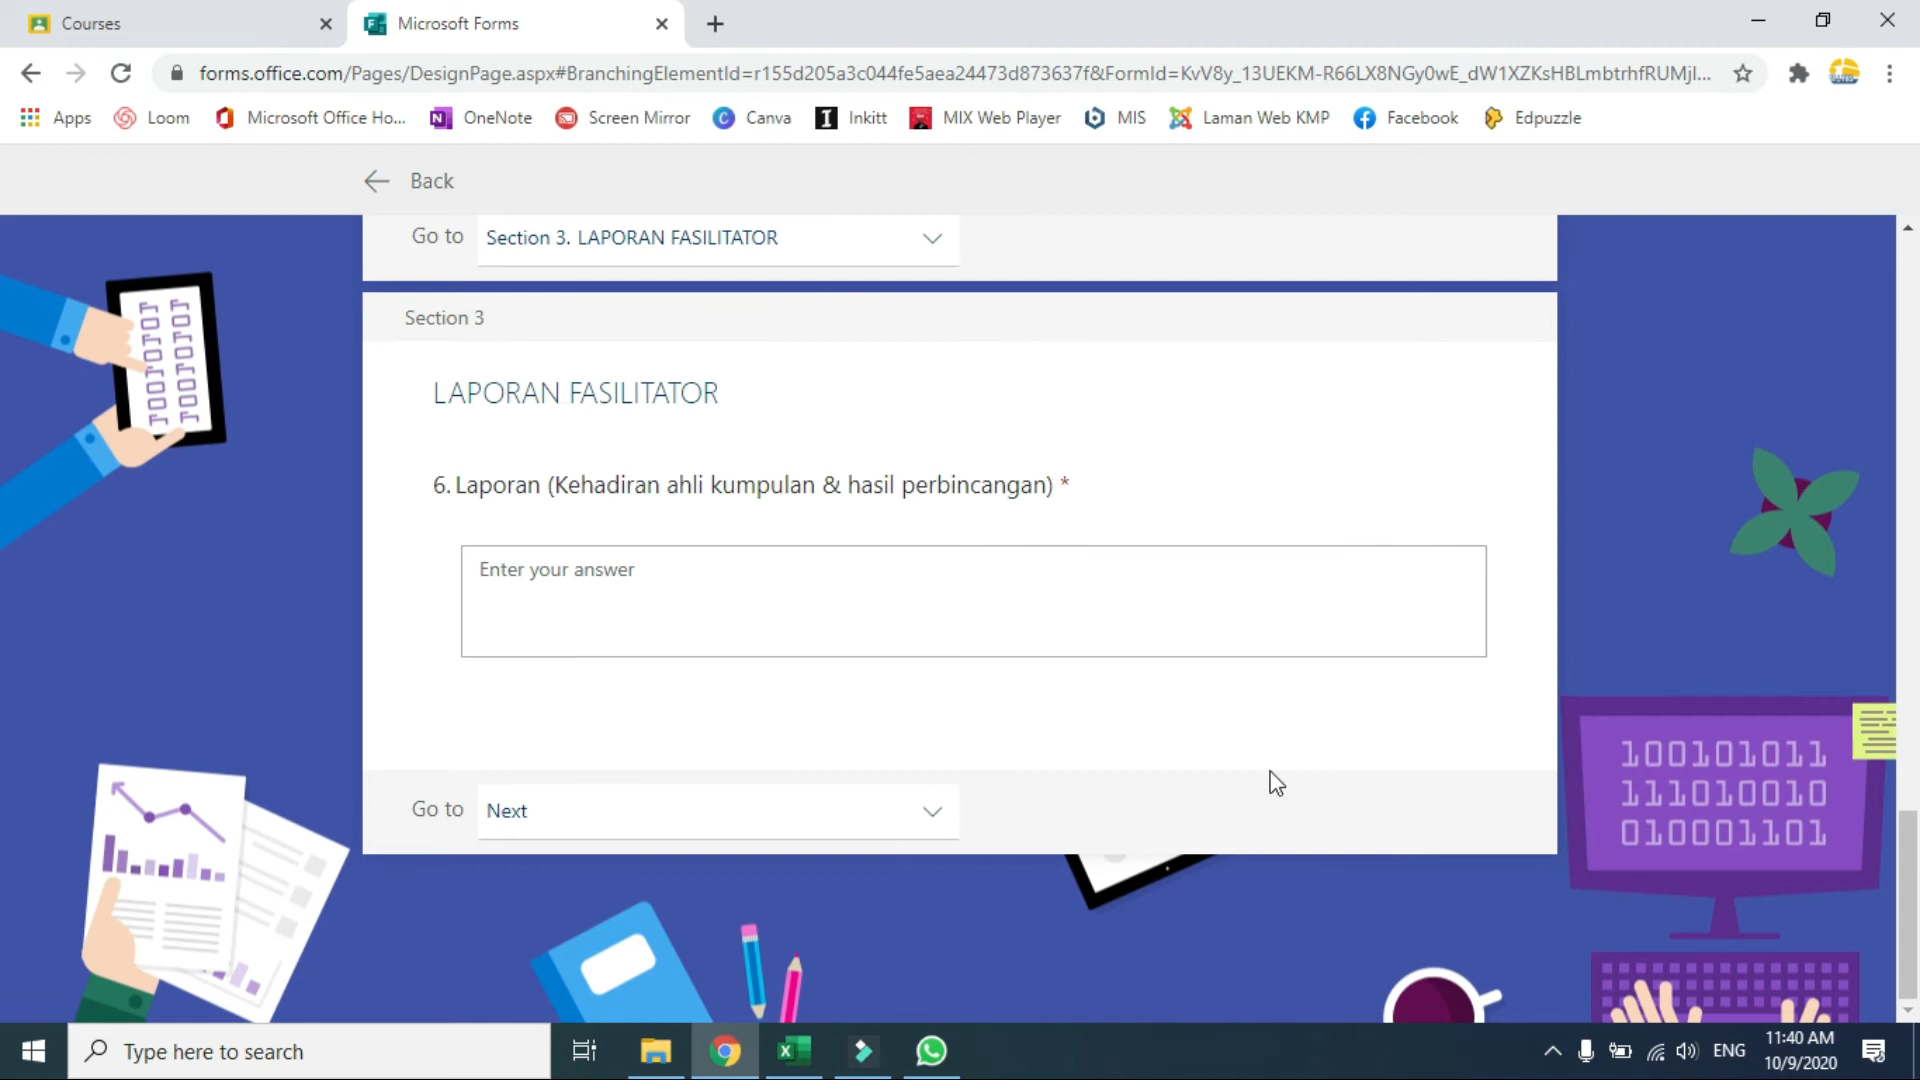 Courses
Microsoft Forms
forms.office.com/Pages/DesignPage.aspx#BranchingElementId=r155d205a3c044fe5aea24473d873637f&FormId=KvV8y_13UEKM-R66LX8NGy0wE_dW1XZKsHBLmbtrhfRUMjI...
Apps
Loom
Microsoft Office Ho...
OneNote
Screen Mirror
Canva
Inkitt
MIX Web Player
MIS
Laman Web KMP
Facebook
Edpuzzle
Back
Go to
Section 3. LAPORAN FASILITATOR
Section 3
LAPORAN FASILITATOR
6. Laporan (Kehadiran ahli kumpulan & hasil perbincangan) *
Enter your answer
Go to
Next
100101011
111010010
010001101
Type here to search
ENG
11:40 AM
10/9/2020